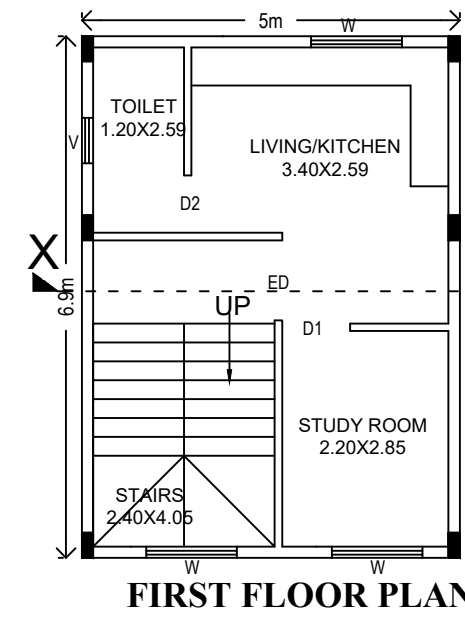 5m
W
TOILET
1.20X2.59
LIVING/KITCHEN
3.40X2.59
V
D2
X
6.9m
ED
UP
D1
STUDY ROOM
2.20X2.85
STAIRS
2.40X4.05
W
W
FIRST FLOOR PLAN